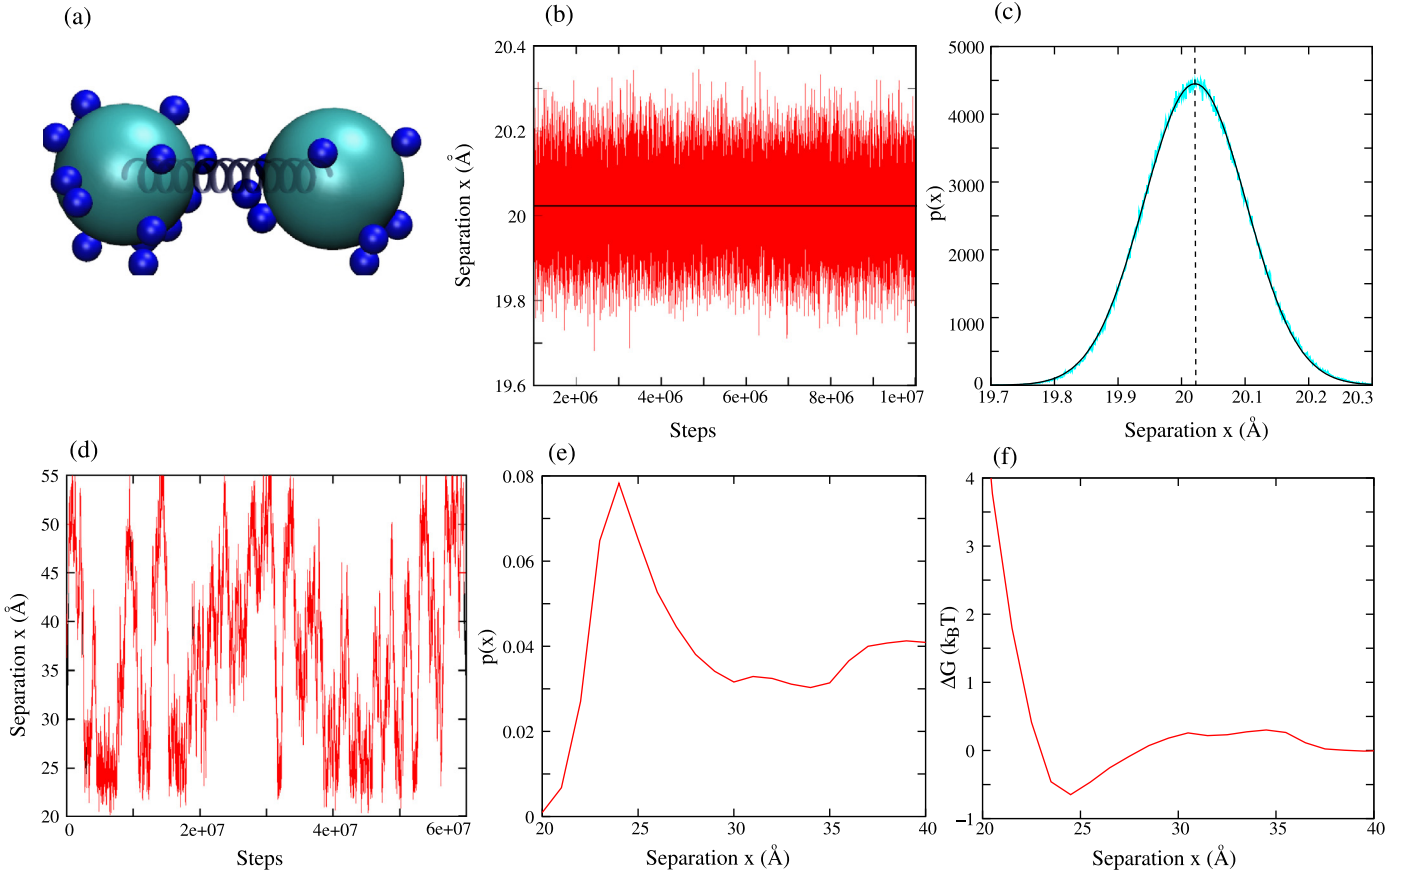 (a)
(b)
20.4
20.2
20
19.8
19.6
Separation x (Å)
2e+06 4e+06 6e+06 8e+06 1e+07
Steps
(c)
5000
4000
3000
2000
1000
0
p(x)
19.7 19.8 19.9 20 20.1 20.2 20.3
Separation x (Å)
(d)
55
50
45
40
35
30
25
20
Separation x (Å)
0 2e+07 4e+07 6e+07
Steps
(e)
0.08
0.06
0.04
0.02
0
p(x)
20 25 30 35 40
Separation x (Å)
(f)
4
3
2
1
0
−1
ΔG (kBT)
20 25 30 35 40
Separation x (Å)